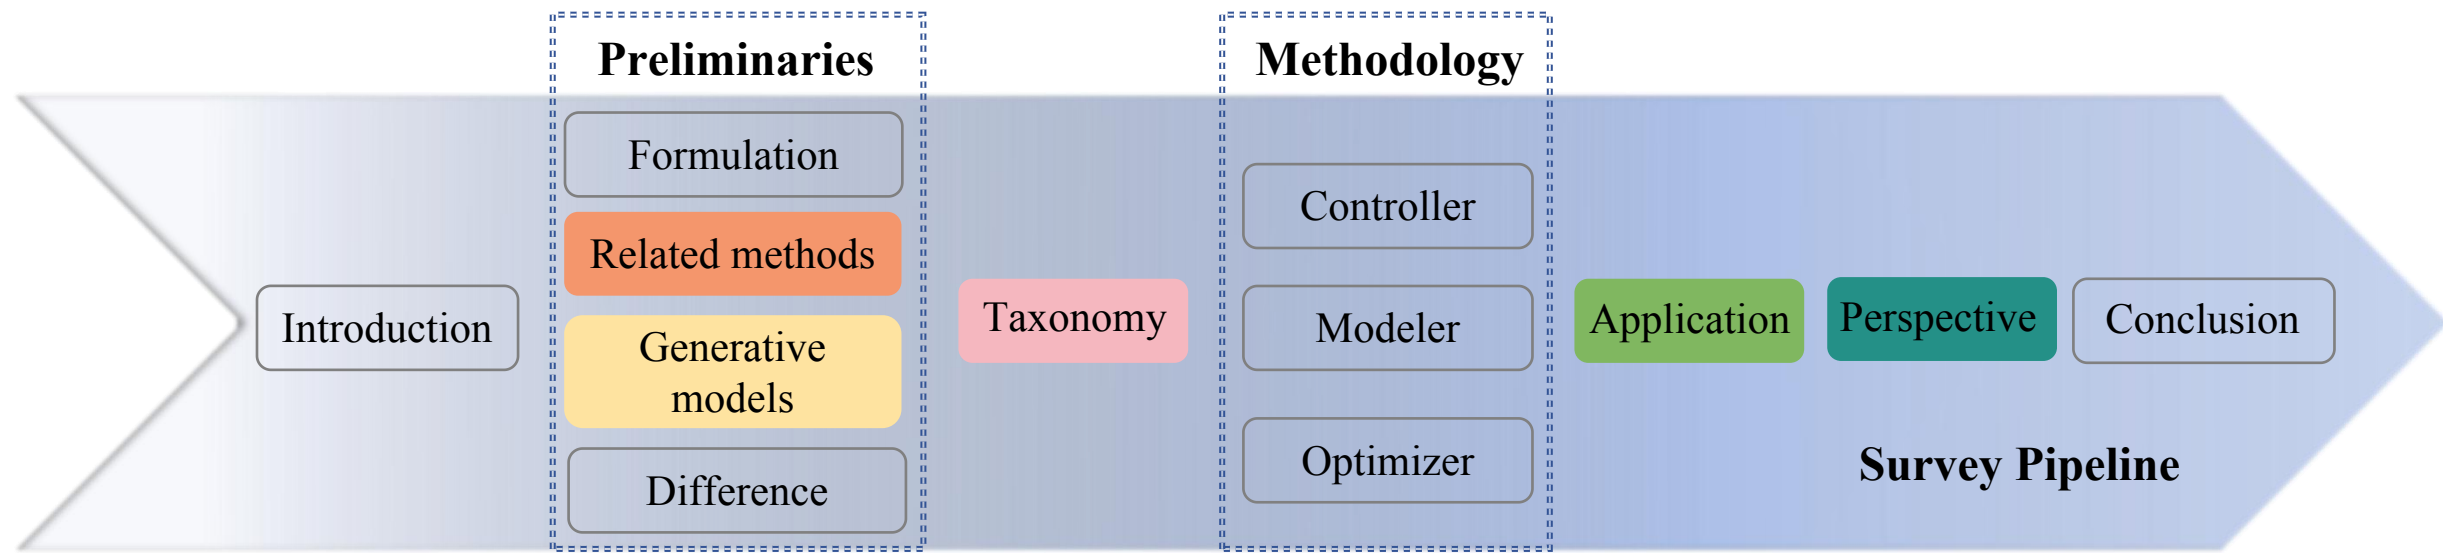 Introduction
Preliminaries
Formulation
Related methods
Generative
models
Difference
Taxonomy
Methodology
Controller
Modeler
Optimizer
Application
Perspective
Conclusion
Survey Pipeline